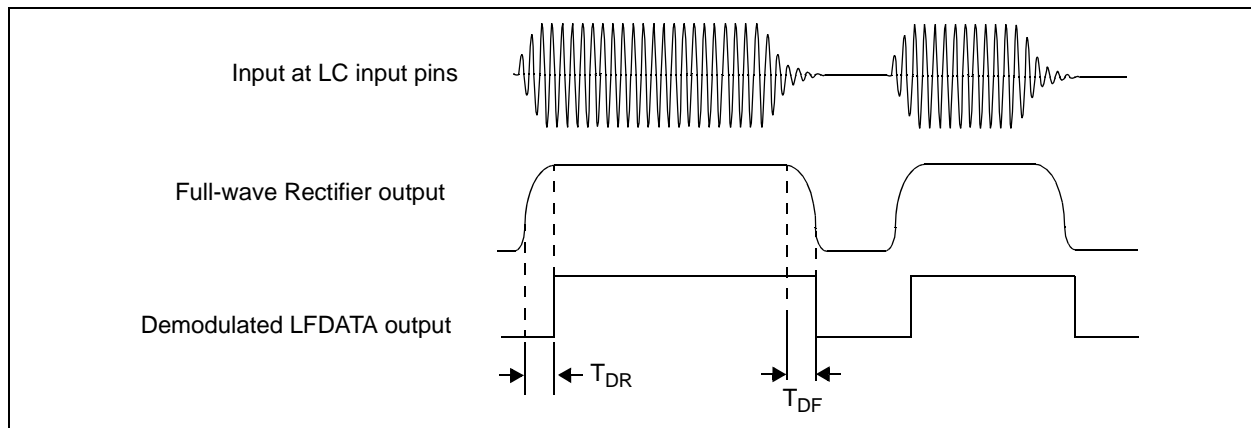 Input at LC input pins
Full-wave Rectifier output
Demodulated LFDATA output
TDR
TDF